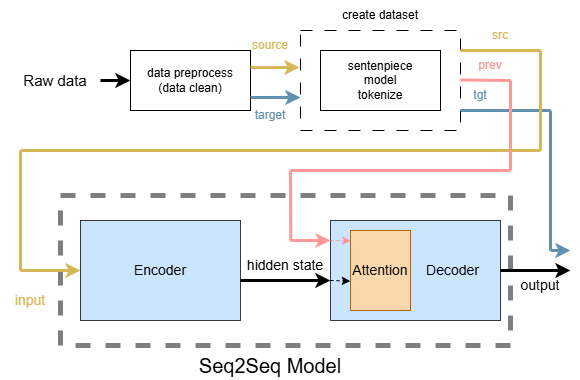 create dataset
Raw data
data preprocess
(data clean)
source
target
sentenpiece
model
tokenize
src
prev
tgt
input
Encoder
hidden state
Attention
Decoder
output
Seq2Seq Model